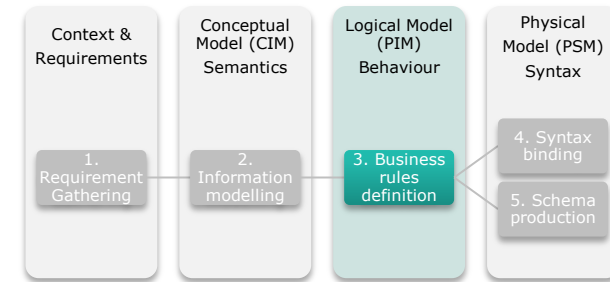 Context &
Requirements
Conceptual
Model (CIM)
Semantics
Logical Model
(PIM)
Behaviour
Physical
Model (PSM)
Syntax
1.
Requirement
Gathering
2.
Information
modelling
3. Business
rules
definition
4. Syntax
binding
5. Schema
production